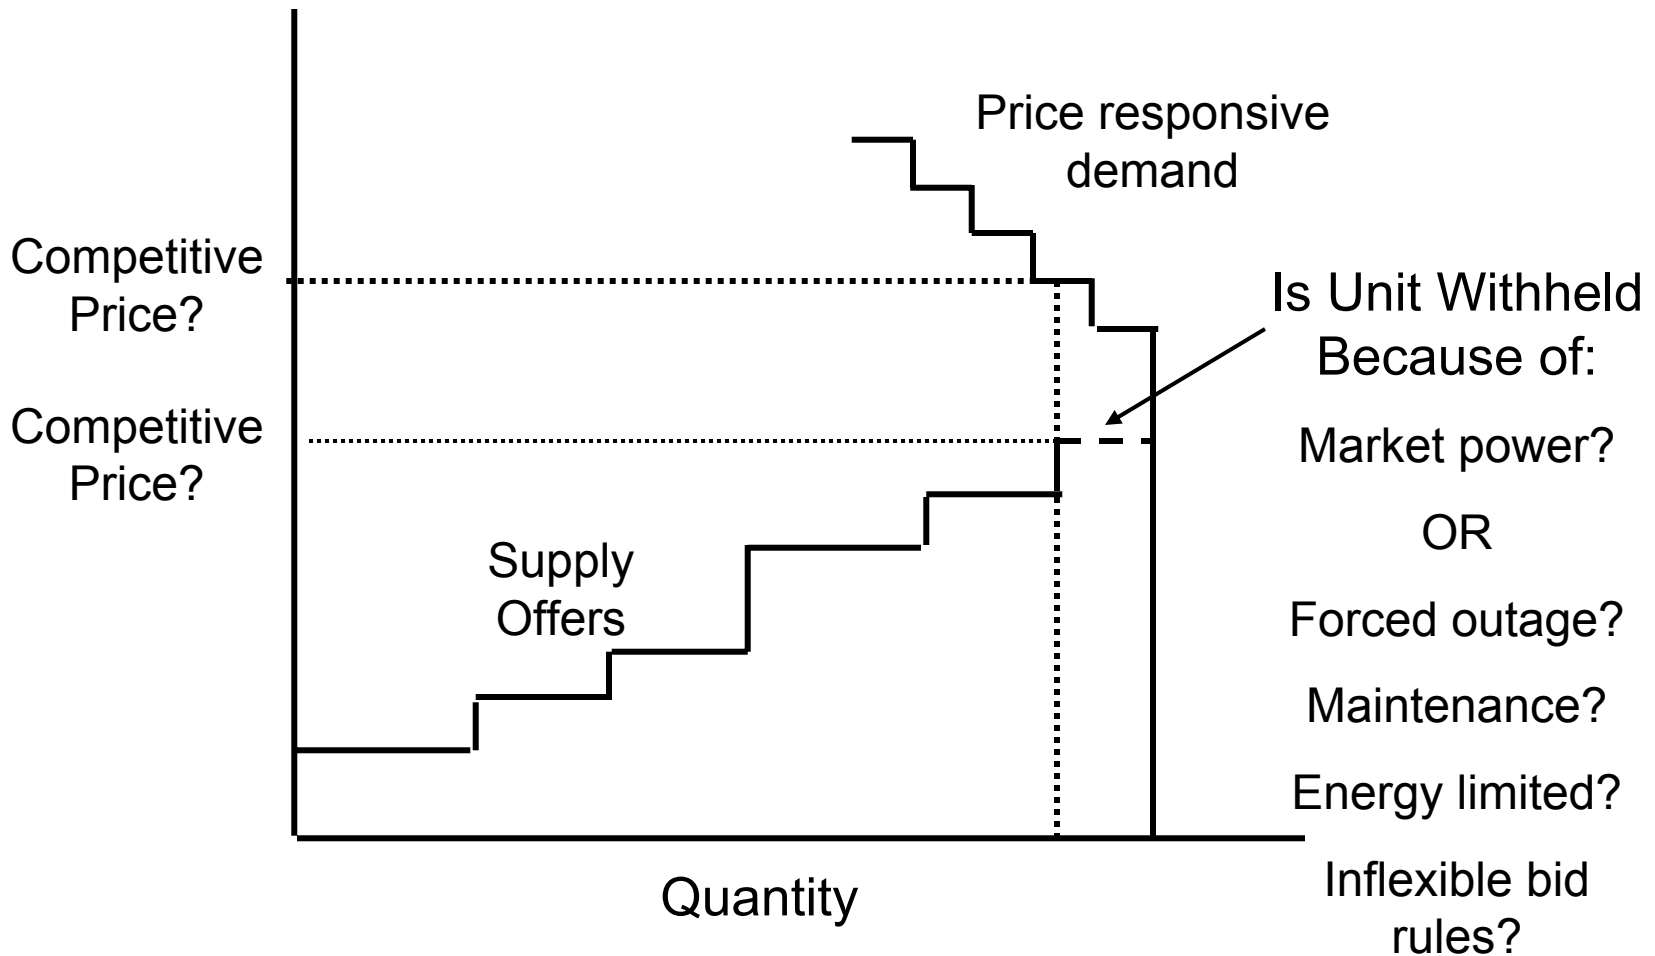 Price responsive
demand
Competitive
Price?
Is Unit Withheld
Because of:
Competitive
Price?
Market power?
OR
Supply
Offers
Forced outage?
Maintenance?
Energy limited?
Quantity
Inflexible bid
rules?